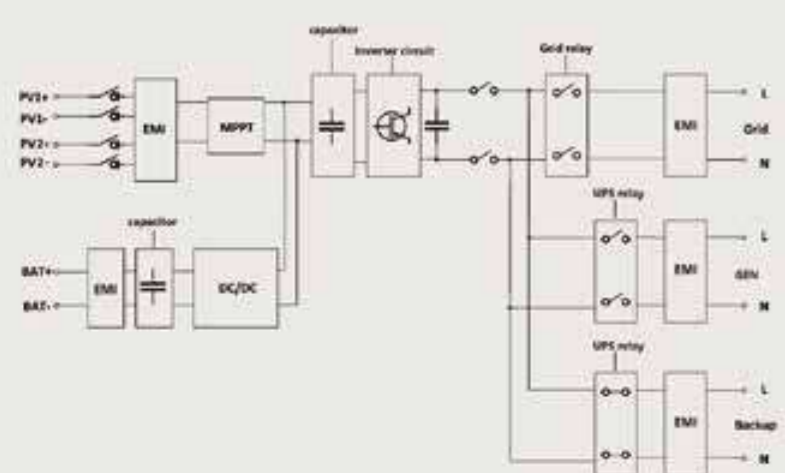 capacitor
Inverter circuit
Grid relay
PV1+
PV1-
PV2+
PV2-
EMI
MPPT
EMI
L
Grid
N
capacitor
UPS relay
BAT+
BAT-
EMI
DC/DC
EMI
L
GEN
N
UPS relay
EMI
L
Backup
N